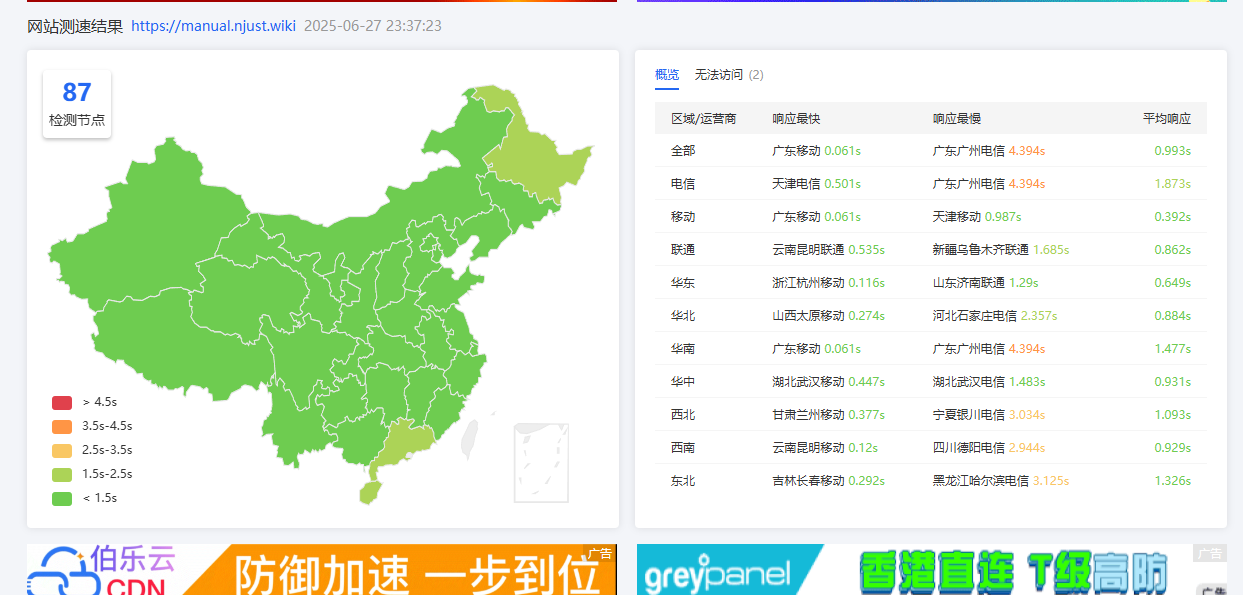 网站测速结果 https://manual.njust.wiki 2025-06-27 23:37:23
87
检测节点
> 4.5s
3.5s-4.5s
2.5s-3.5s
1.5s-2.5s
< 1.5s
概览 无法访问 (2)
区域/运营商 响应最快 响应最慢 平均响应
全部 广东移动 0.061s 广东广州电信 4.394s 0.993s
电信 天津电信 0.501s 广东广州电信 4.394s 1.873s
移动 广东移动 0.061s 天津移动 0.987s 0.392s
联通 云南昆明联通 0.535s 新疆乌鲁木齐联通 1.685s 0.862s
华东 浙江杭州移动 0.116s 山东济南联通 1.29s 0.649s
华北 山西太原移动 0.274s 河北石家庄电信 2.357s 0.884s
华南 广东移动 0.061s 广东广州电信 4.394s 1.477s
华中 湖北武汉移动 0.447s 湖北武汉电信 1.483s 0.931s
西北 甘肃兰州移动 0.377s 宁夏银川电信 3.034s 1.093s
西南 云南昆明移动 0.12s 四川德阳电信 2.944s 0.929s
东北 吉林长春移动 0.292s 黑龙江哈尔滨电信 3.125s 1.326s
伯乐云
CDN
防御加速 一步到位
广告
greypanel
香港直连 T级高防
广告
广告